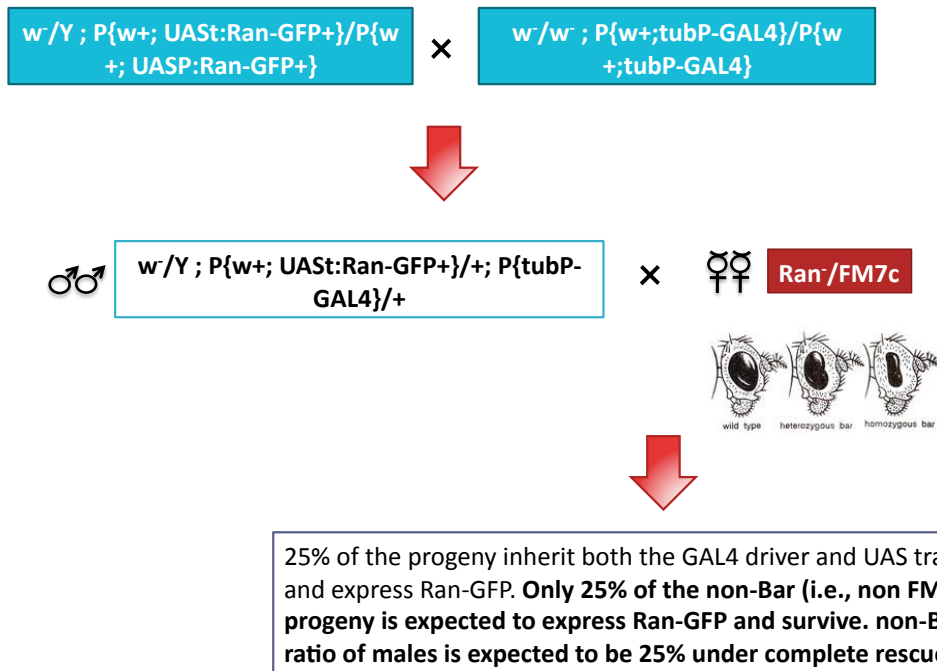 w⁻/Y ; P{w+; UASt:Ran-GFP+}/P{w
+; UASP:Ran-GFP+}
×
w⁻/w⁻ ; P{w+;tubP-GAL4}/P{w
+;tubP-GAL4}
♂♂
w⁻/Y ; P{w+; UASt:Ran-GFP+}/+; P{tubP-
GAL4}/+
×
Ran⁻/FM7c
wild type heterozygous bar homozygous bar
25% of the progeny inherit both the GAL4 driver and UAS
and express Ran-GFP. Only 25% of the non-Bar (i.e., non
progeny is expected to express Ran-GFP and survive.
ratio of males is expected to be 25% under complete rescue